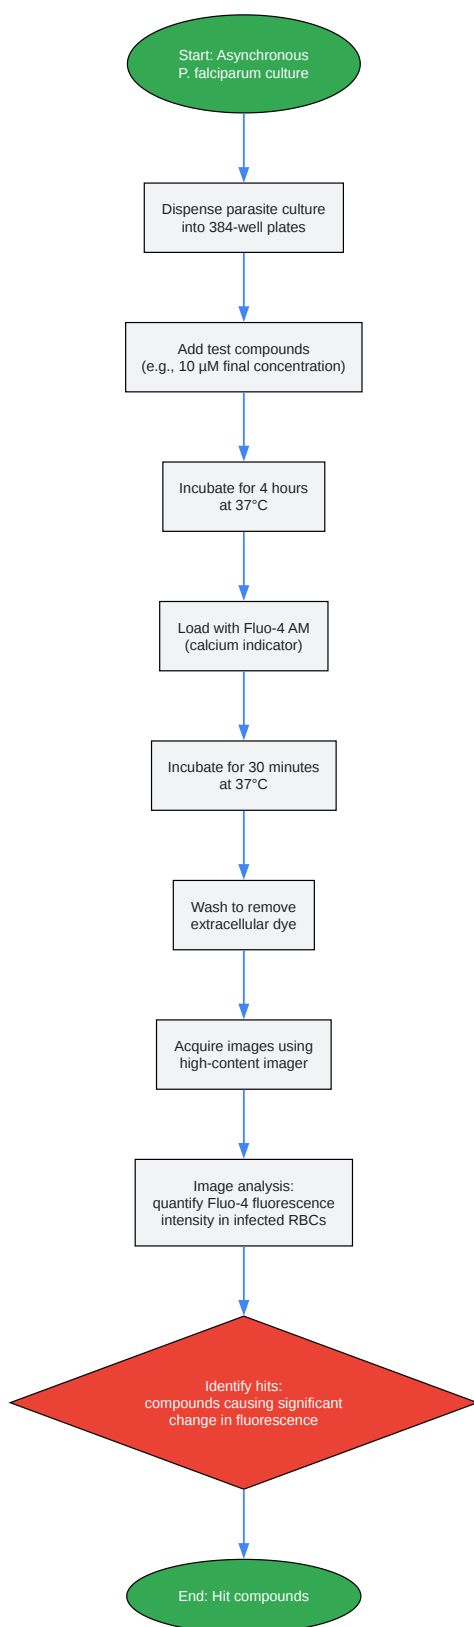 Start: Asynchronous
P. falciparum culture
Dispense parasite culture
into 384-well plates
Add test compounds
(e.g., 10 µM final concentration)
Incubate for 4 hours
at 37°C
Load with Fluo-4 AM
(calcium indicator)
Incubate for 30 minutes
at 37°C
Wash to remove
extracellular dye
Acquire images using
high-content imager
Image analysis:
quantify Fluo-4 fluorescence
intensity in infected RBCs
Identify hits:
compounds causing significant
change in fluorescence
End: Hit compounds